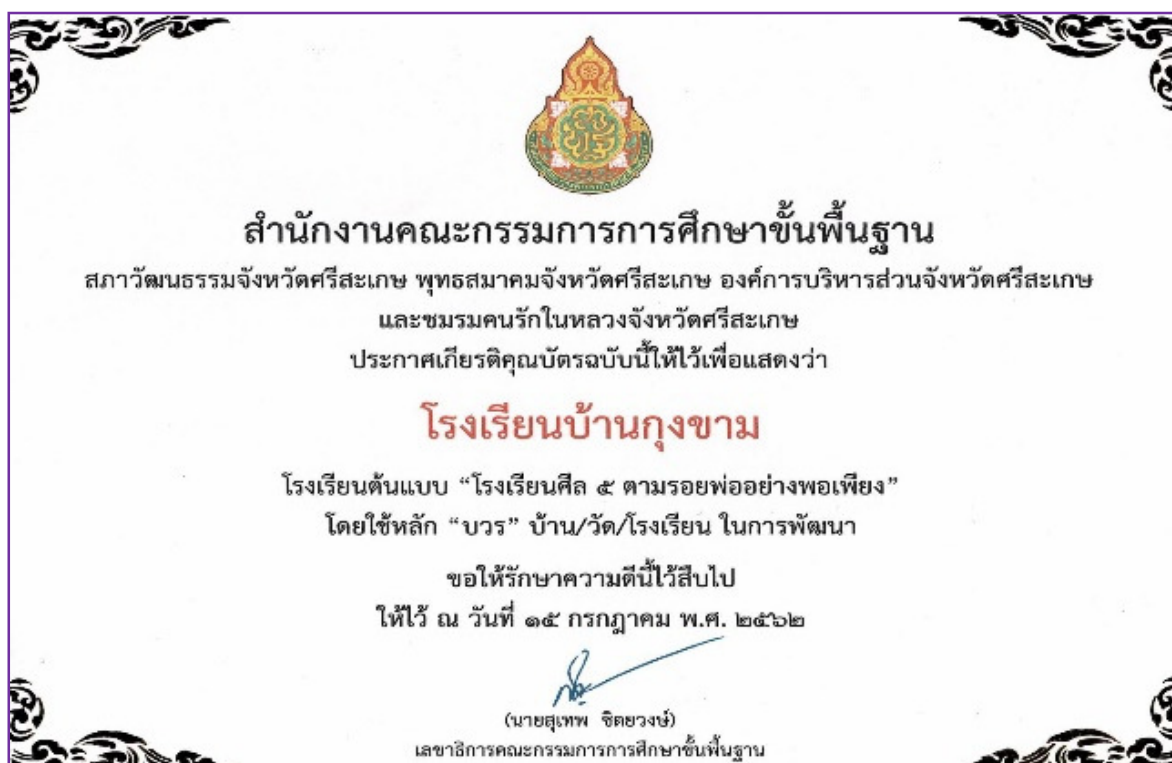 สำนักงานคณะกรรมการการศึกษาขั้นพื้นฐาน
สภาวัฒนธรรมจังหวัดศรีสะเกษ พุทธสมาคมจังหวัดศรีสะเกษ องค์การบริหารส่วนจังหวัดศรีสะเกษ
และชมรมคนรักในหลวงจังหวัดศรีสะเกษ
ประกาศเกียรติคุณบัตรฉบับนี้ให้ไว้เพื่อแสดงว่า
โรงเรียนบ้านกุงขาม
โรงเรียนต้นแบบ “โรงเรียนศีล ๕ ตามรอยพ่ออย่างพอเพียง”
โดยใช้หลัก “บวร” บ้าน/วัด/โรงเรียน ในการพัฒนา
ขอให้รักษาความดีนี้ไว้สืบไป
ให้ไว้ ณ วันที่ ๑๕ กรกฎาคม พ.ศ. ๒๕๖๒
(นายสุเทพ ชิตยวงษ์)
เลขาธิการคณะกรรมการการศึกษาขั้นพื้นฐาน